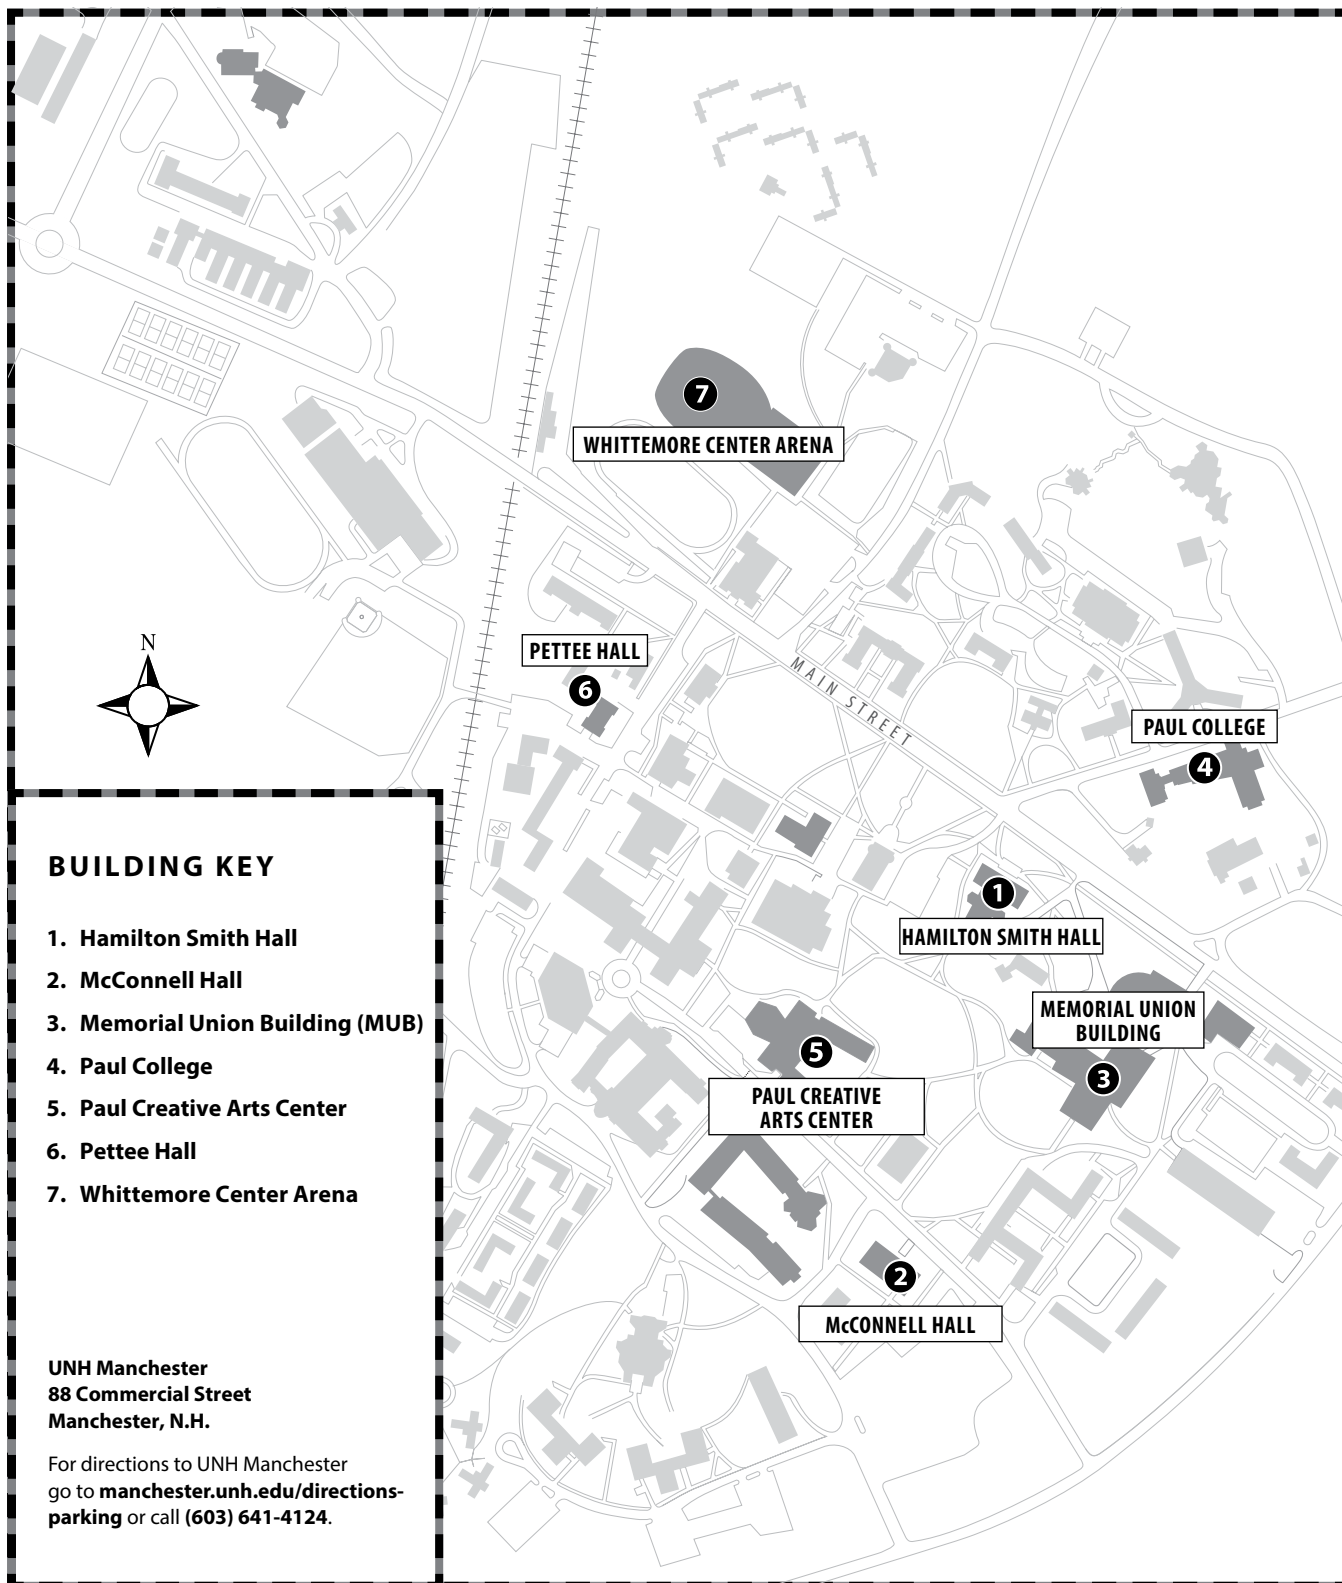 7
WHITTEMORE CENTER ARENA
N
PETTEE HALL
6
MAIN STREET
PAUL COLLEGE
4
1
HAMILTON SMITH HALL
MEMORIAL UNION
BUILDING
3
5
PAUL CREATIVE
ARTS CENTER
2
McCONNELL HALL
BUILDING KEY
1. Hamilton Smith Hall
2. McConnell Hall
3. Memorial Union Building (MUB)
4. Paul College
5. Paul Creative Arts Center
6. Pettee Hall
7. Whittemore Center Arena
UNH Manchester
88 Commercial Street
Manchester, N.H.
For directions to UNH Manchester
go to manchester.unh.edu/directions-
parking or call (603) 641-4124.